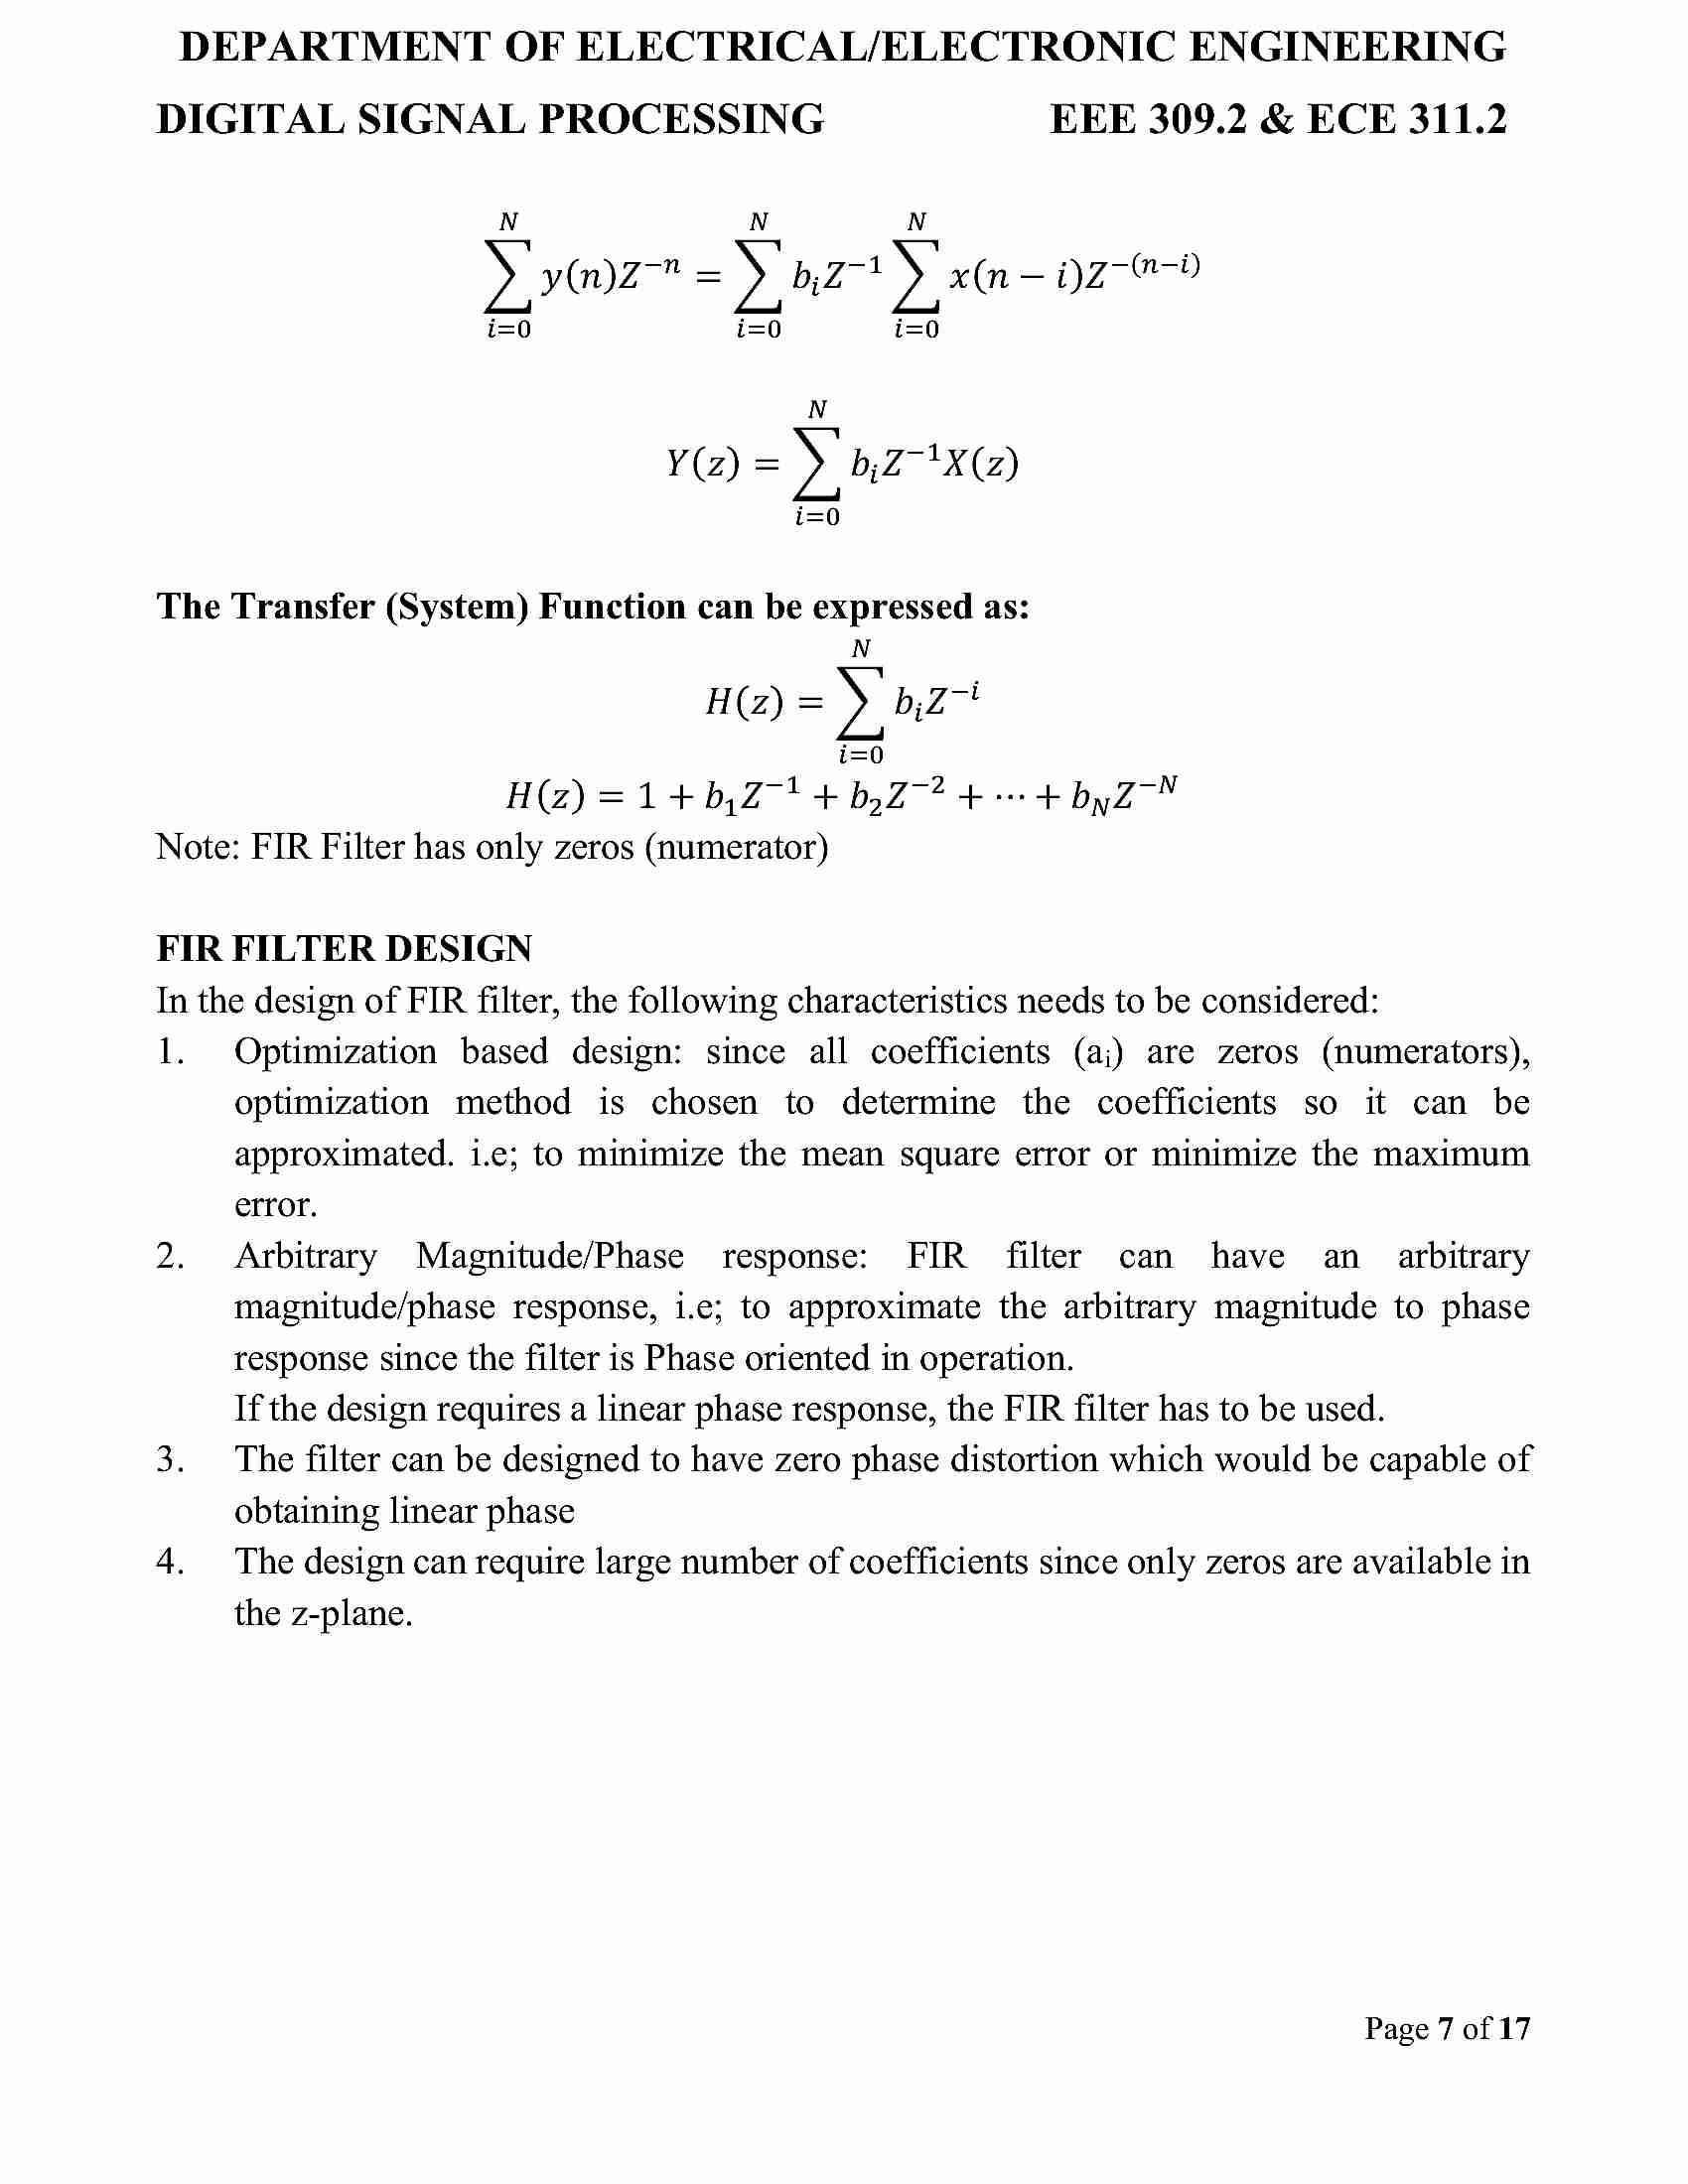 DEPARTMENT OF ELECTRICAL/ELECTRONIC ENGINEERING
DIGITAL SIGNAL PROCESSING EEE 309.2 & ECE 311.2
$$\sum_{i=0}^{N} y(n)Z^{-n} = \sum_{i=0}^{N} b_i Z^{-1} \sum_{i=0}^{N} x(n-i)Z^{-(n-i)}$$
$$Y(z) = \sum_{i=0}^{N} b_i Z^{-1} X(z)$$
The Transfer (System) Function can be expressed as:
$$H(z) = \sum_{i=0}^{N} b_i Z^{-i}$$
$$H(z) = 1 + b_1 Z^{-1} + b_2 Z^{-2} + \cdots + b_N Z^{-N}$$
Note: FIR Filter has only zeros (numerator)
FIR FILTER DESIGN
In the design of FIR filter, the following characteristics needs to be considered:
1. Optimization based design: since all coefficients (aᵢ) are zeros (numerators),
optimization method is chosen to determine the coefficients so it can be
approximated. i.e; to minimize the mean square error or minimize the maximum
error.
2. Arbitrary Magnitude/Phase response: FIR filter can have an arbitrary
magnitude/phase response, i.e; to approximate the arbitrary magnitude to phase
response since the filter is Phase oriented in operation.
If the design requires a linear phase response, the FIR filter has to be used.
3. The filter can be designed to have zero phase distortion which would be capable of
obtaining linear phase
4. The design can require large number of coefficients since only zeros are available in
the z-plane.
Page 7 of 17